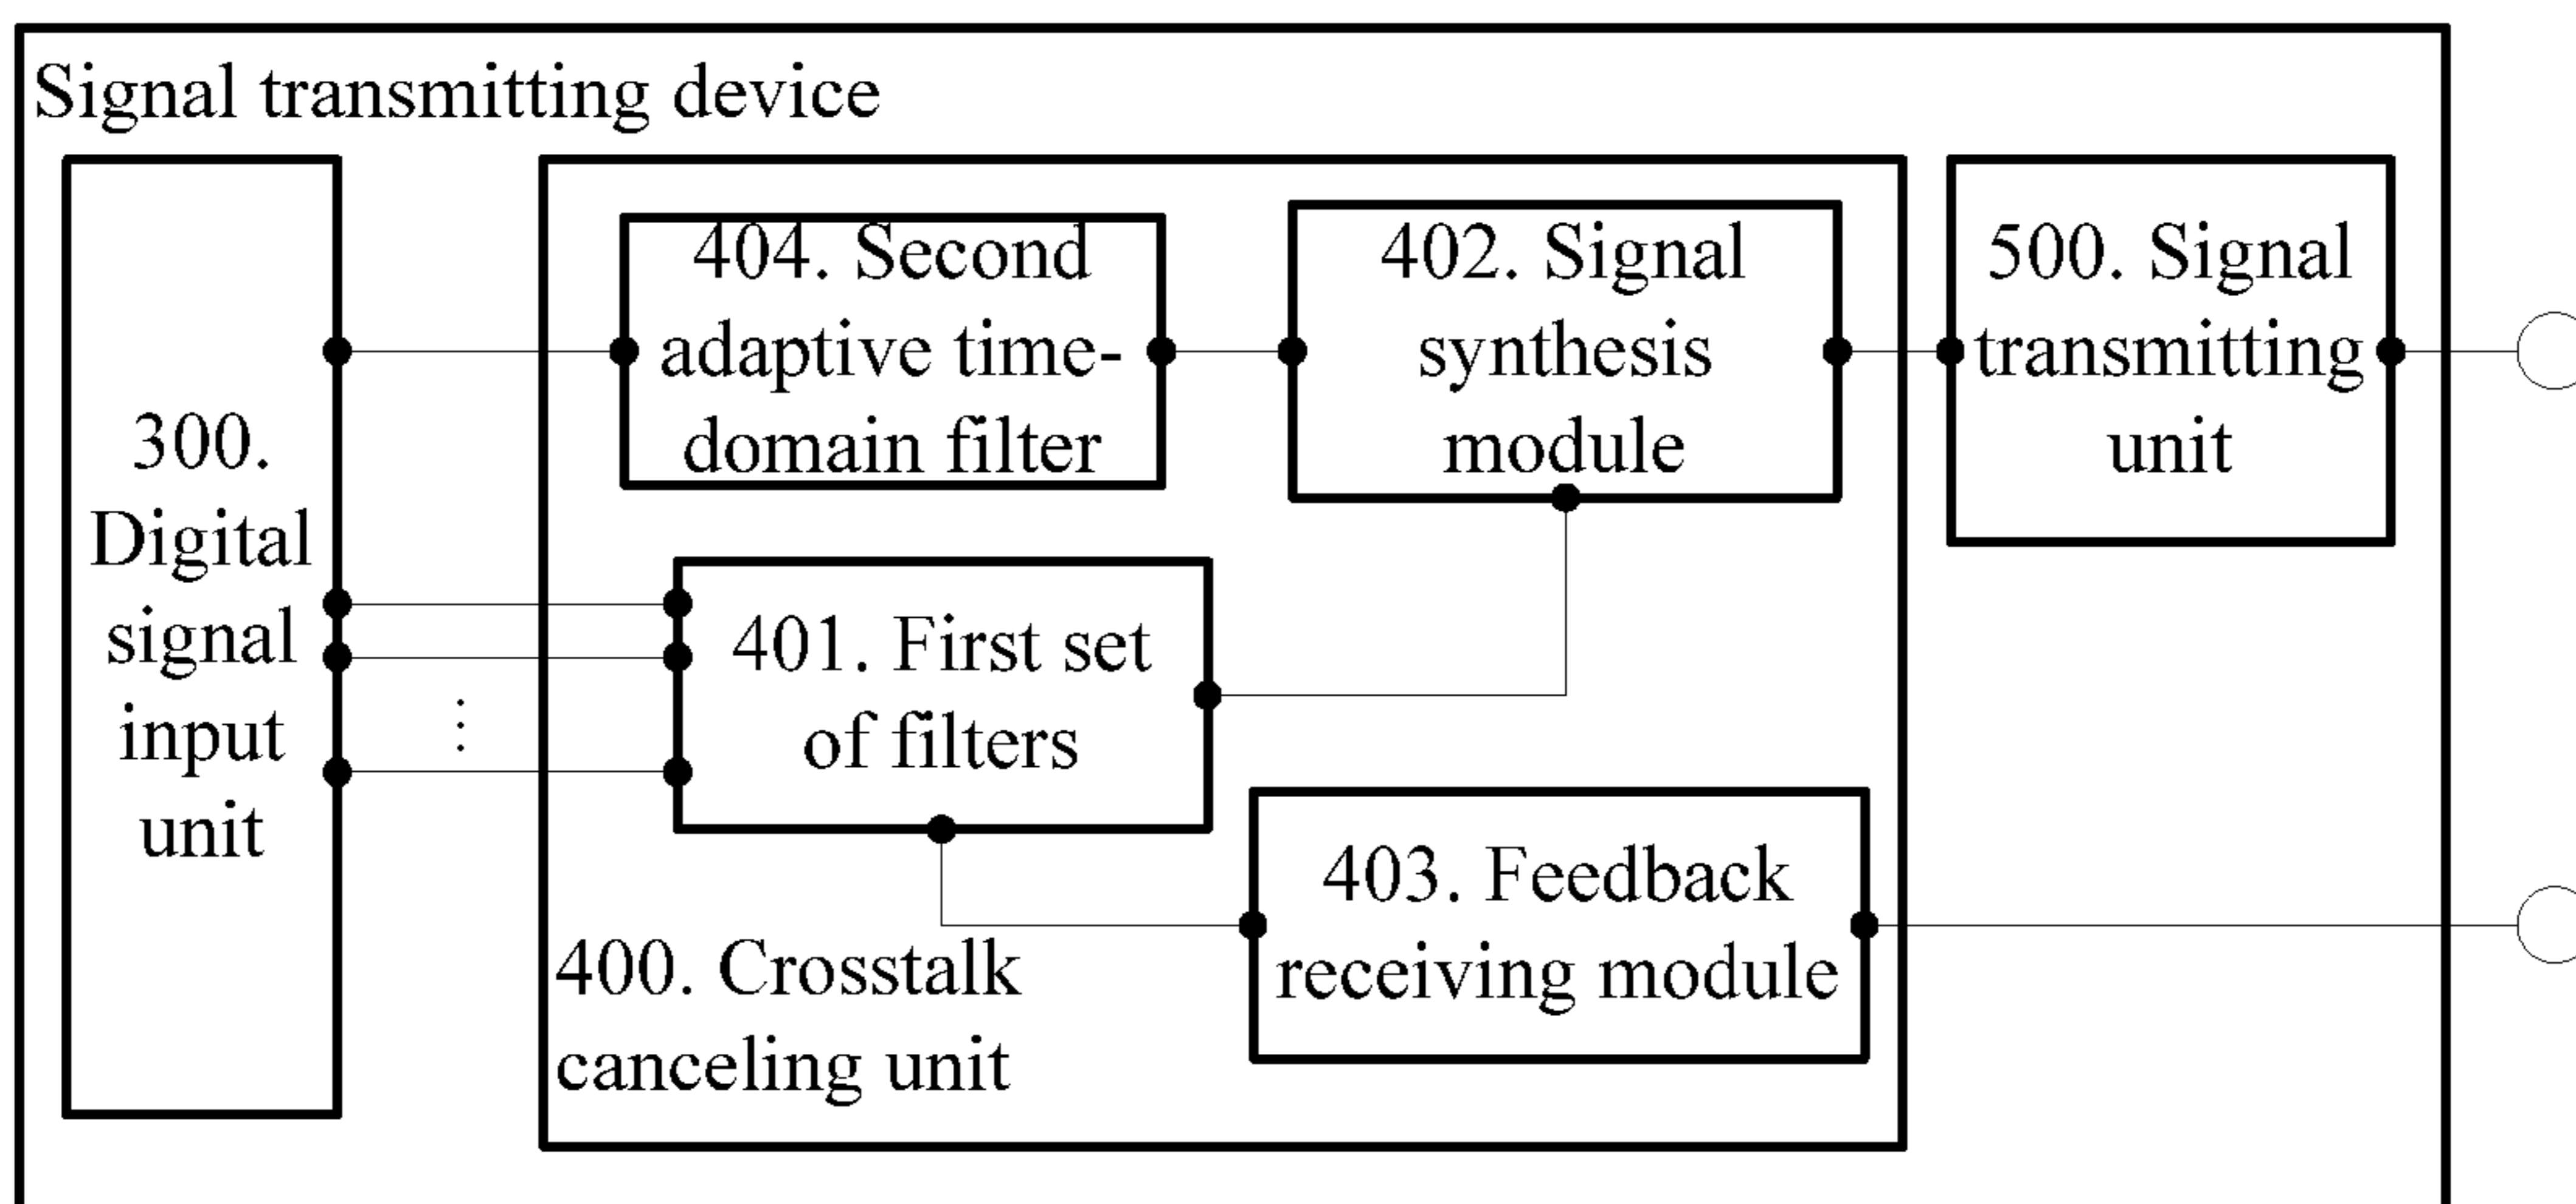 Signal transmitting device
300.
Digital
signal
input
unit
404. Second
adaptive time-
domain filter
402. Signal
synthesis
module
500. Signal
transmitting
unit
401. First set
of filters
403. Feedback
receiving module
400. Crosstalk
canceling unit